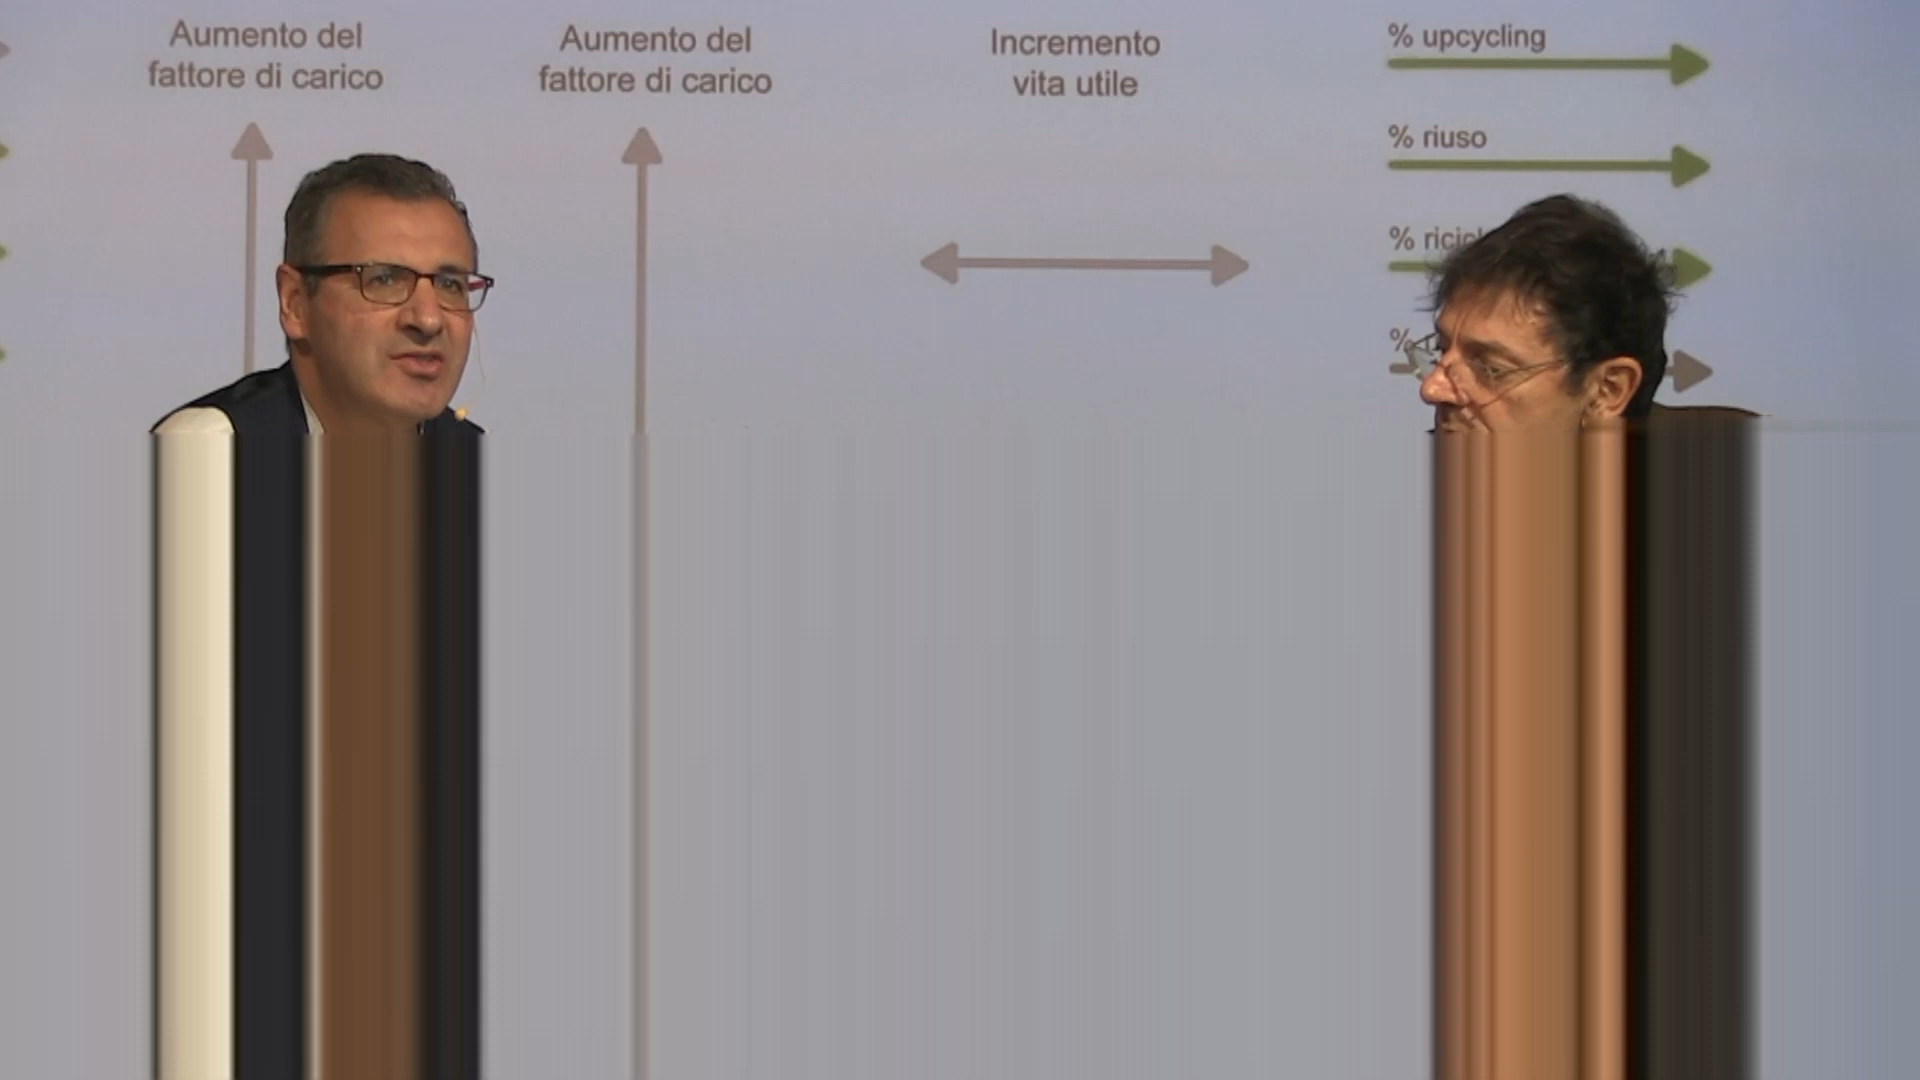 Aumento del
fattore di carico
Aumento del
fattore di carico
Incremento
vita utile
% upcycling
% riuso
%
%